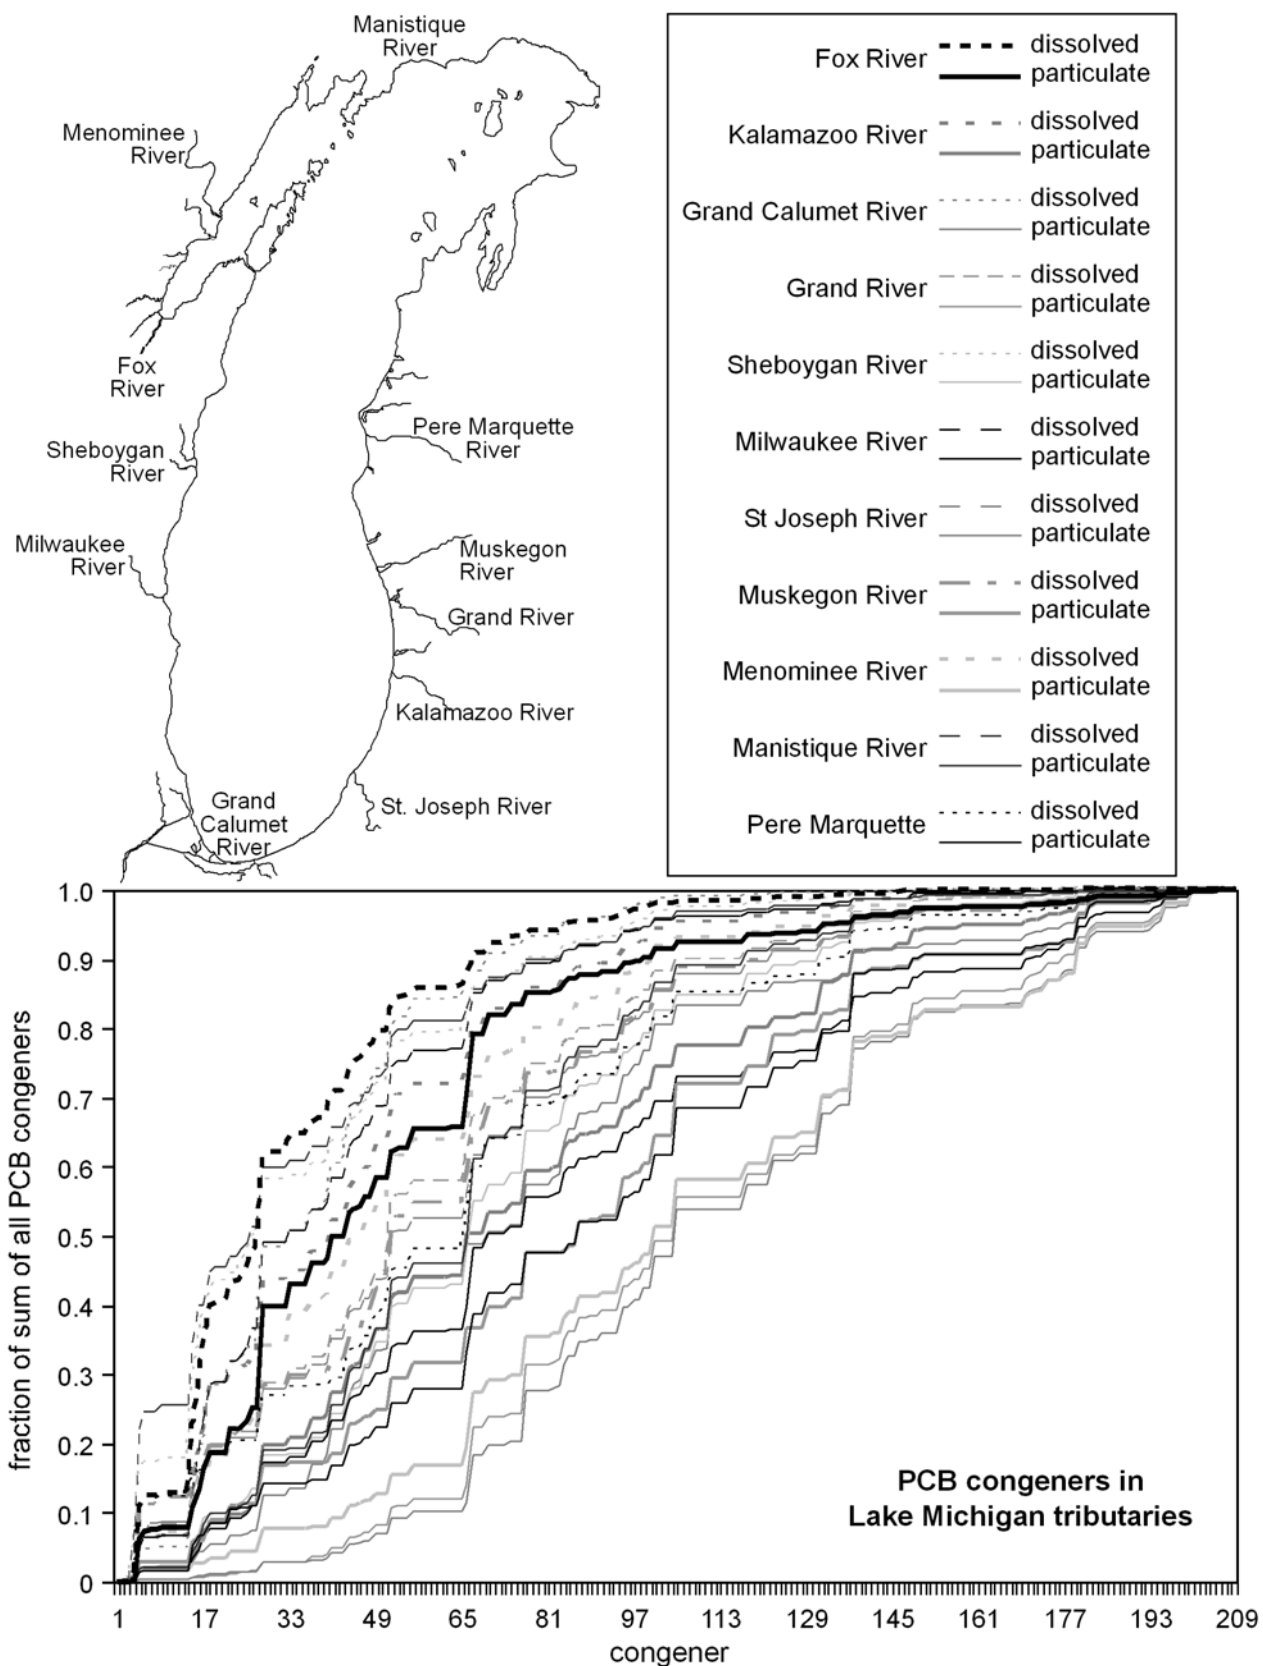 Manistique
River
Menominee
River
Fox
River
Sheboygan
River
Pere Marquette
River
Milwaukee
River
Muskegon
River
Grand River
Kalamazoo River
St. Joseph River
Grand
Calumet
River
Fox River
dissolved
particulate
Kalamazoo River
dissolved
particulate
Grand Calumet River
dissolved
particulate
Grand River
dissolved
particulate
Sheboygan River
dissolved
particulate
Milwaukee River
dissolved
particulate
St Joseph River
dissolved
particulate
Muskegon River
dissolved
particulate
Menominee River
dissolved
particulate
Manistique River
dissolved
particulate
Pere Marquette
dissolved
particulate
fraction of sum of all PCB congeners
1.0
0.9
0.8
0.7
0.6
0.5
0.4
0.3
0.2
0.1
0
PCB congeners in
Lake Michigan tributaries
1 17 33 49 65 81 97 113 129 145 161 177 193 209
congener